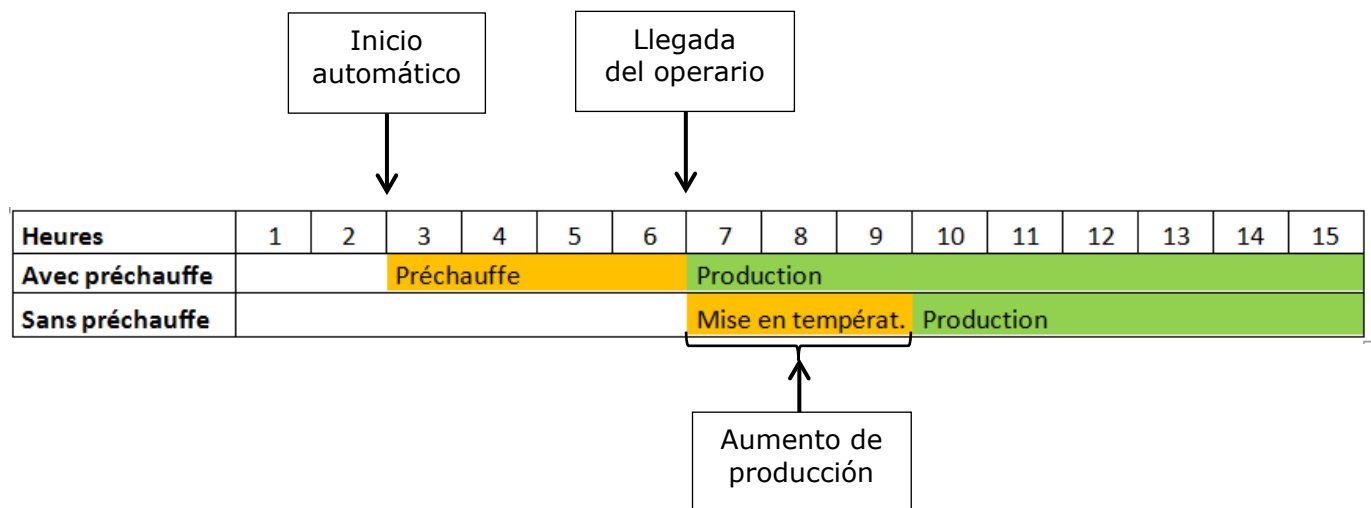 Inicio
automático
Llegada
del operario
Heures 1 2 3 4 5 6 7 8 9 10 11 12 13 14 15
Avec préchauffe Préchauffe Production
Sans préchauffe Mise en températ. Production
Aumento de
producción